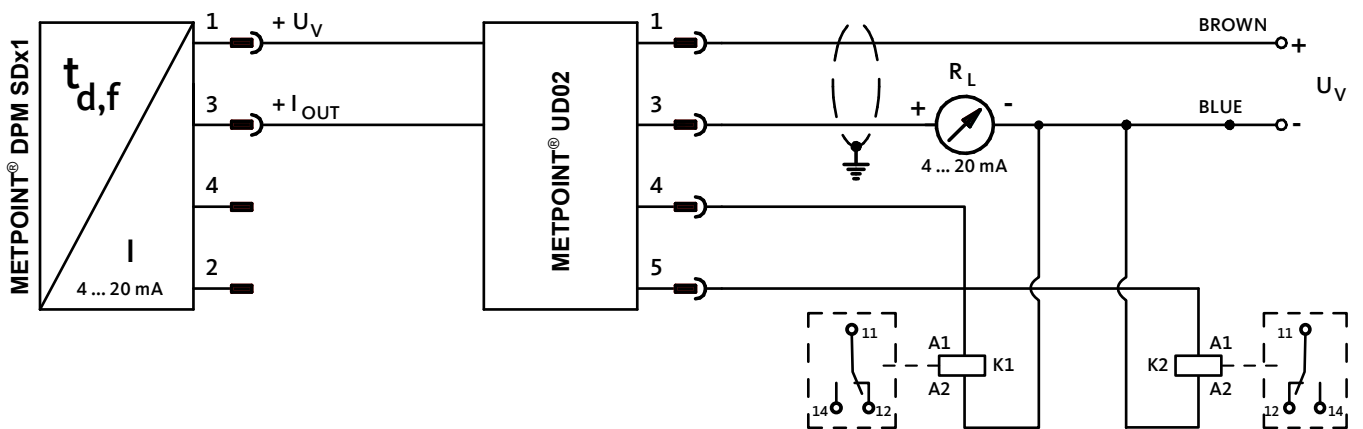 METPOINT® DPM SDx1
t d,f
I
4 ... 20 mA
1
+ U V
3
+ I OUT
4
2
METPOINT® UD02
1
3
4
5
BROWN
+
U V
R L
+
-
4 ... 20 mA
BLUE
-
11
14
12
A1
A2
K1
K2
A1
A2
11
12
14